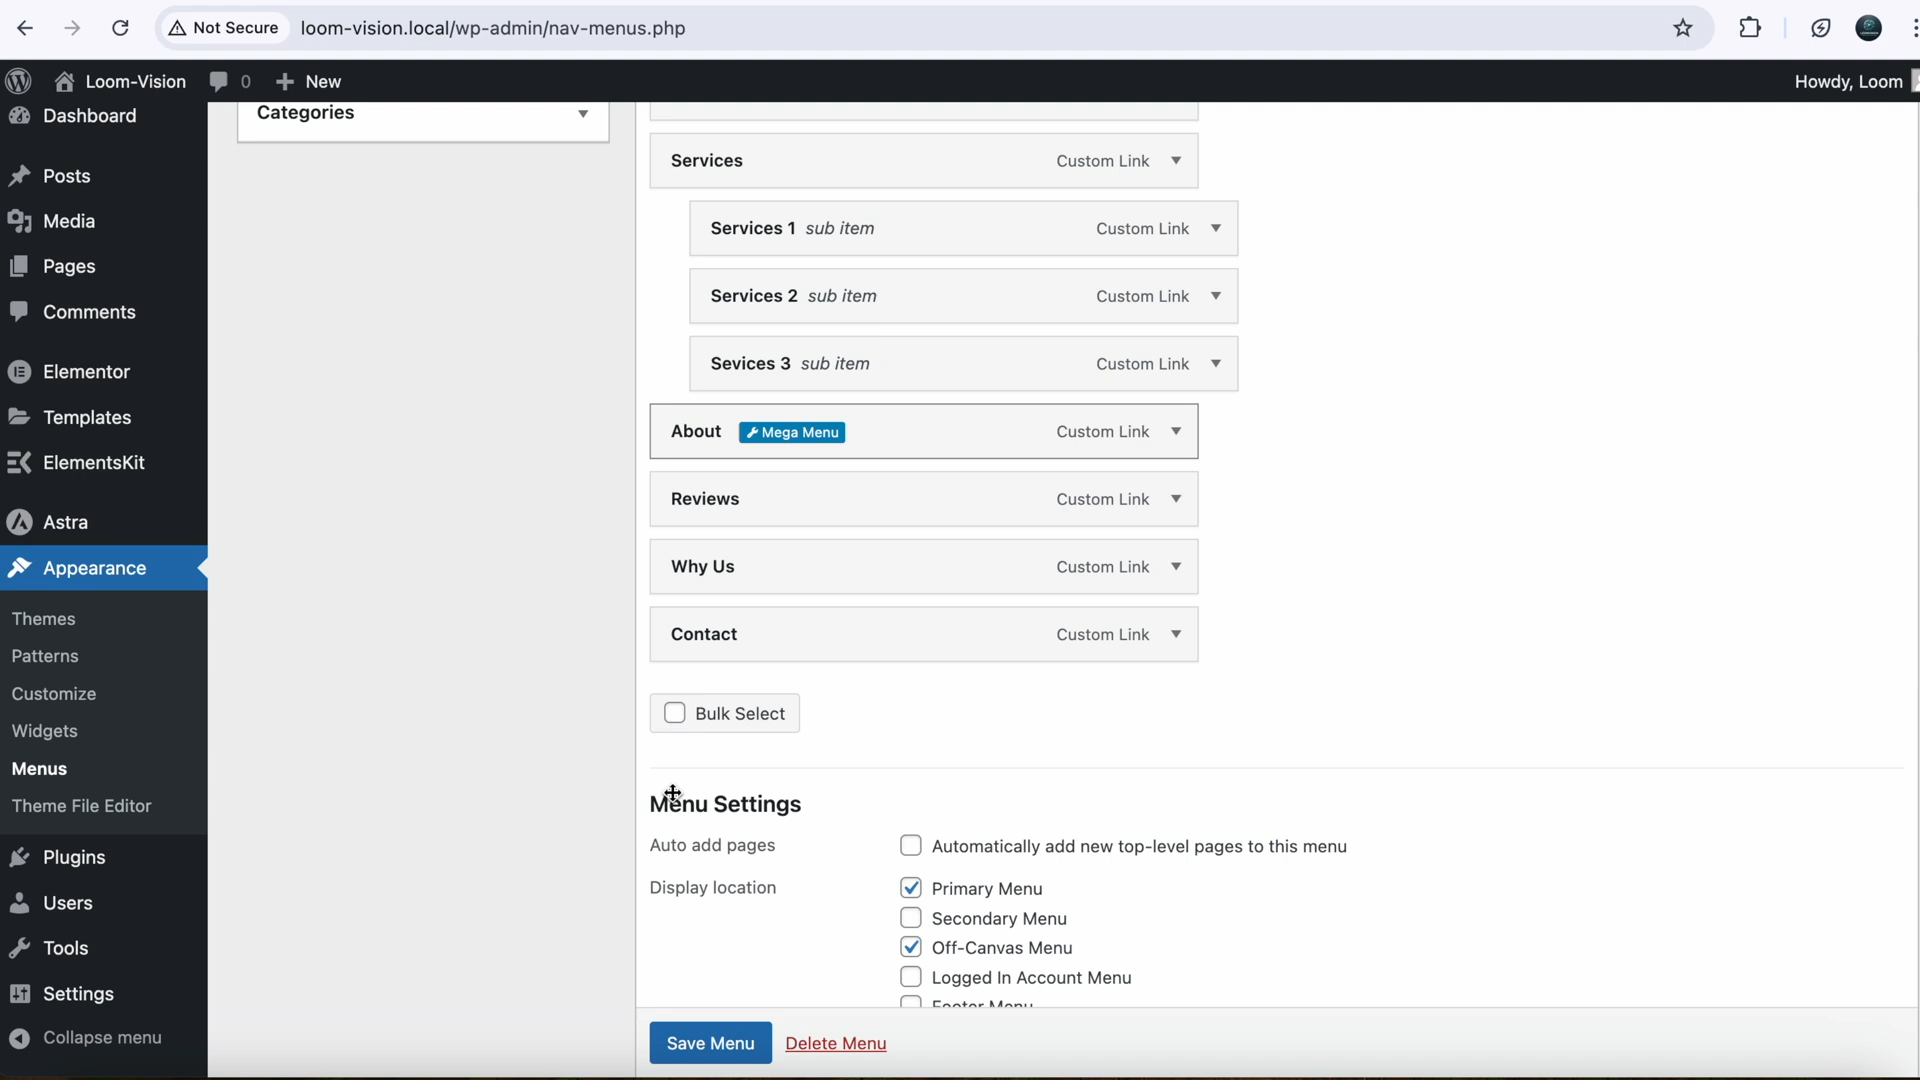 Not Secure loom-vision.local/wp-admin/nav-menus.php
Loom-Vision 0 New Howdy, Loom
Dashboard
Posts
Media
Pages
Comments
Elementor
Templates
ElementsKit
Astra
Appearance
Themes
Patterns
Customize
Widgets
Menus
Theme File Editor
Plugins
Users
Tools
Settings
Collapse menu
Categories
Services Custom Link
Services 1 sub item Custom Link
Services 2 sub item Custom Link
Sevices 3 sub item Custom Link
About Mega Menu Custom Link
Reviews Custom Link
Why Us Custom Link
Contact Custom Link
Bulk Select
Menu Settings
Auto add pages Automatically add new top-level pages to this menu
Display location Primary Menu
Secondary Menu
Off-Canvas Menu
Logged In Account Menu
Footer Menu
Save Menu Delete Menu